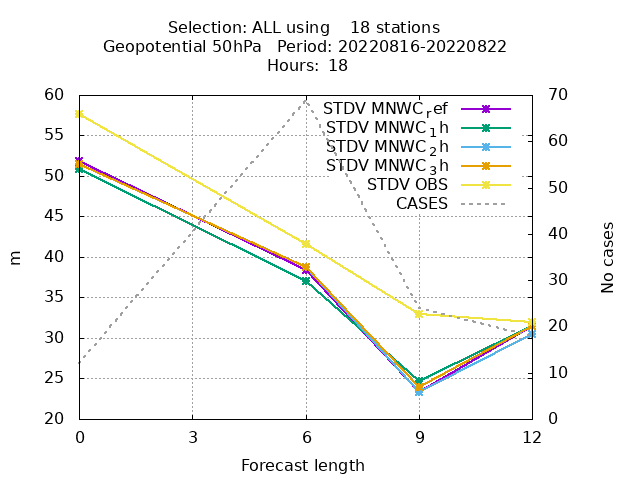 Selection: ALL using    18 stations
Geopotential 50hPa   Period: 20220816-20220822
Hours:  18
STDV MNWC_ref
STDV MNWC_1h
STDV MNWC_2h
STDV MNWC_3h
STDV OBS
CASES
60
55
50
45
40
35
30
25
20
m
70
60
50
40
30
20
10
0
No cases
0 3 6 9 12
Forecast length